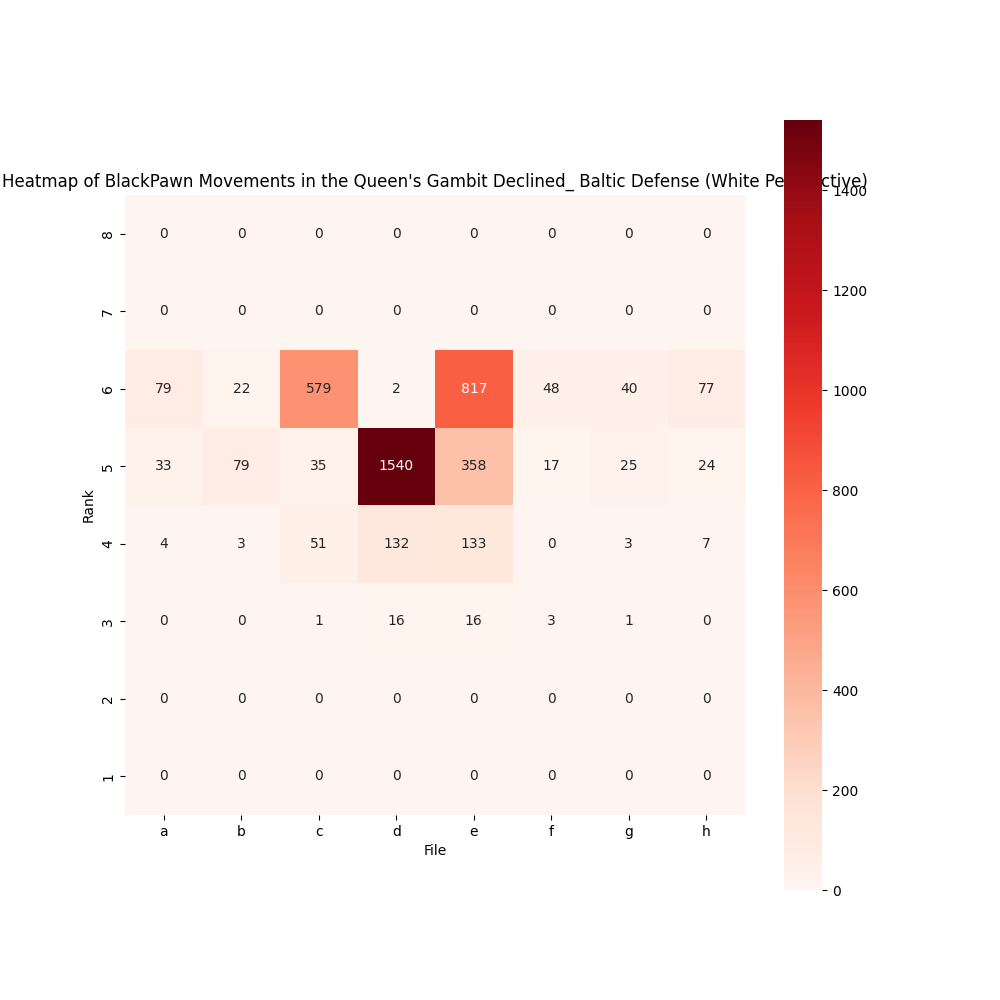 Heatmap of BlackPawn Movements in the Queen's Gambit Declined_ Baltic Defense (White Pe ctive)
1400
1200
1000
800
600
400
200
0
8 0 0 0 0 0 0 0 0
7 0 0 0 0 0 0 0 0
6 79 22 579 2 817 48 40 77
5 33 79 35 1540 358 17 25 24
4 4 3 51 132 133 0 3 7
3 0 0 1 16 16 3 1 0
2 0 0 0 0 0 0 0 0
1 0 0 0 0 0 0 0 0
a b c d e f g h
File
Rank